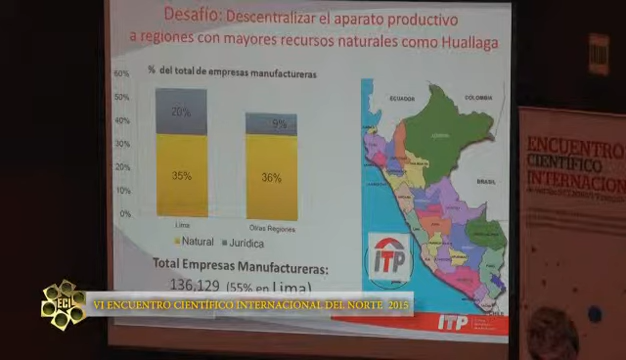 Desafío: Descentralizar el aparato productivo
a regiones con mayores recursos naturales como Huallaga
% del total de empresas manufactureras
60%
50%
40%
30%
20%
10%
0%
20%
35%
9%
36%
Lima
Otras Regiones
Natural
Jurídica
Total Empresas Manufactureras:
136,129 (55% en Lima)
ECUADOR
COLOMBIA
BRASIL
ITP
ITP
ENCUENTRO
CIENTÍFICO
INTERNACION
ECI
VI ENCUENTRO CIENTÍFICO INTERNACIONAL DEL NORTE 2015